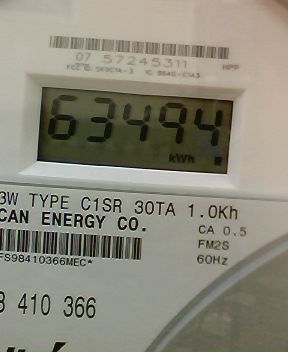 07 57245311
HPP
63494
kWh
3W TYPE C1SR 30TA 1.0Kh
CAN ENERGY CO.
CA 0.5
FM2S
60Hz
FS98410366MEC*
3 410 366